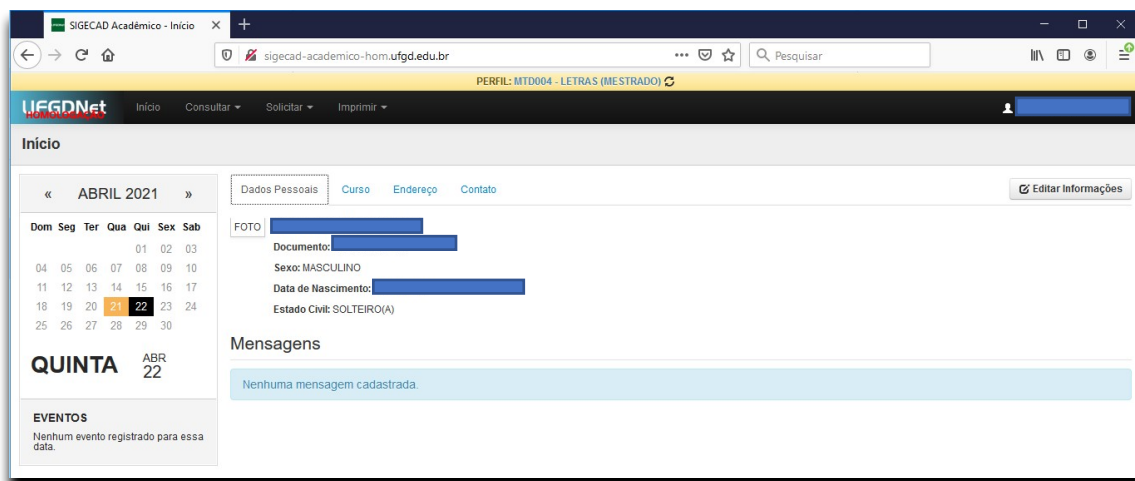 SIGECAD Acadêmico - Início
sigecad-academico-hom.ufgd.edu.br
Pesquisar
PERFIL: MTD004 - LETRAS (MESTRADO)
UFGDNet
HOMOLOGAÇÃO
Início Consultar Solicitar Imprimir
Início
« ABRIL 2021 »
Dom Seg Ter Qua Qui Sex Sab
01 02 03
04 05 06 07 08 09 10
11 12 13 14 15 16 17
18 19 20 21 22 23 24
25 26 27 28 29 30
QUINTA ABR 22
EVENTOS
Nenhum evento registrado para essa
data.
Dados Pessoais Curso Endereço Contato
Editar Informações
FOTO
Documento:
Sexo: MASCULINO
Data de Nascimento:
Estado Civil: SOLTEIRO(A)
Mensagens
Nenhuma mensagem cadastrada.